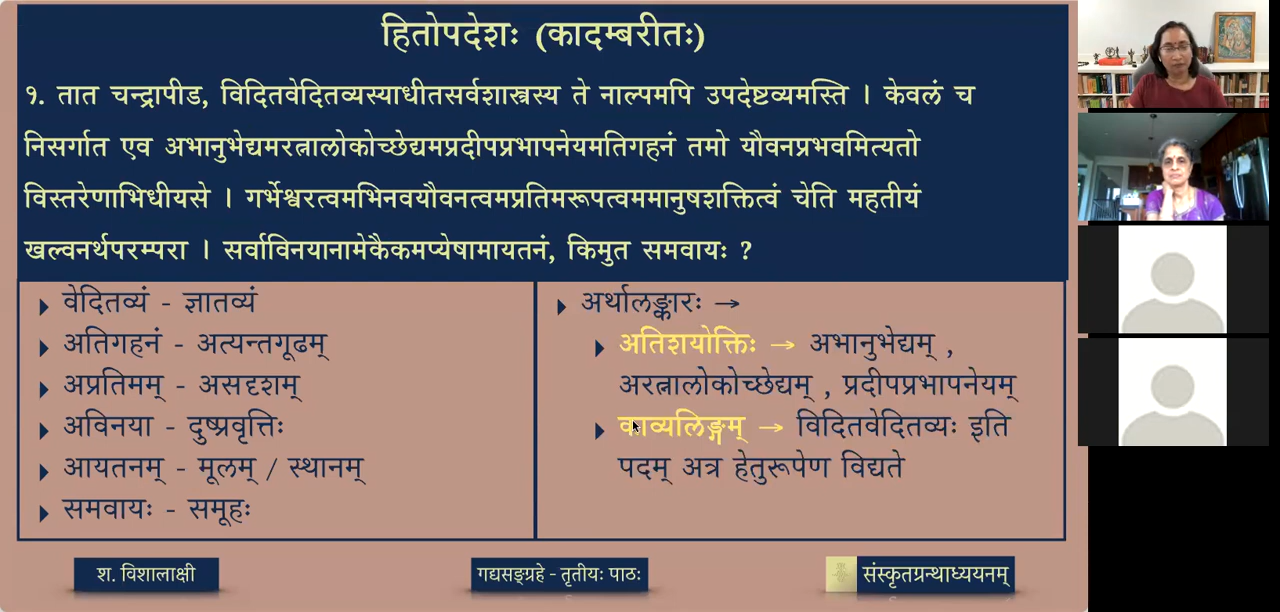 हितोपदेशः (कादम्बरीतः)
१. तात चन्द्रापीड, विदितवेदितव्यस्याधीतसर्वशास्त्रस्य ते नाल्पमपि उपदेष्टव्यमस्ति । केवलं च
निसर्गात एव अभानुभेद्यमरत्नालोकोच्छेद्यमप्रदीपप्रभापनेयमतिगहनं तमो यौवनप्रभवमित्यतो
विस्तरेणाभिधीयसे । गर्भेश्वरत्वमभिनवयौवनत्वमप्रतिमरूपत्वममानुषशक्तित्वं चेति महतीयं
खल्वनर्थपरम्परा । सर्वाविनयानामेकैकमप्येषामायतनं, किमुत समवायः ?
वेदितव्यं - ज्ञातव्यं
अतिगहनं - अत्यन्तगूढम्
अप्रतिमम् - असदृशम्
अविनया - दुष्प्रवृत्तिः
आयतनम् - मूलम् / स्थानम्
समवायः - समूहः
अर्थालङ्कारः →
अतिशयोक्तिः → अभानुभेद्यम् ,
अरत्नालोकोच्छेद्यम् , प्रदीपप्रभापनेयम्
काव्यलिङ्गम् → विदितवेदितव्यः इति
पदम् अत्र हेतुरूपेण विद्यते
श. विशालाक्षी
गद्यसङ्ग्रहे - तृतीयः पाठः
संस्कृतग्रन्थाध्ययनम्